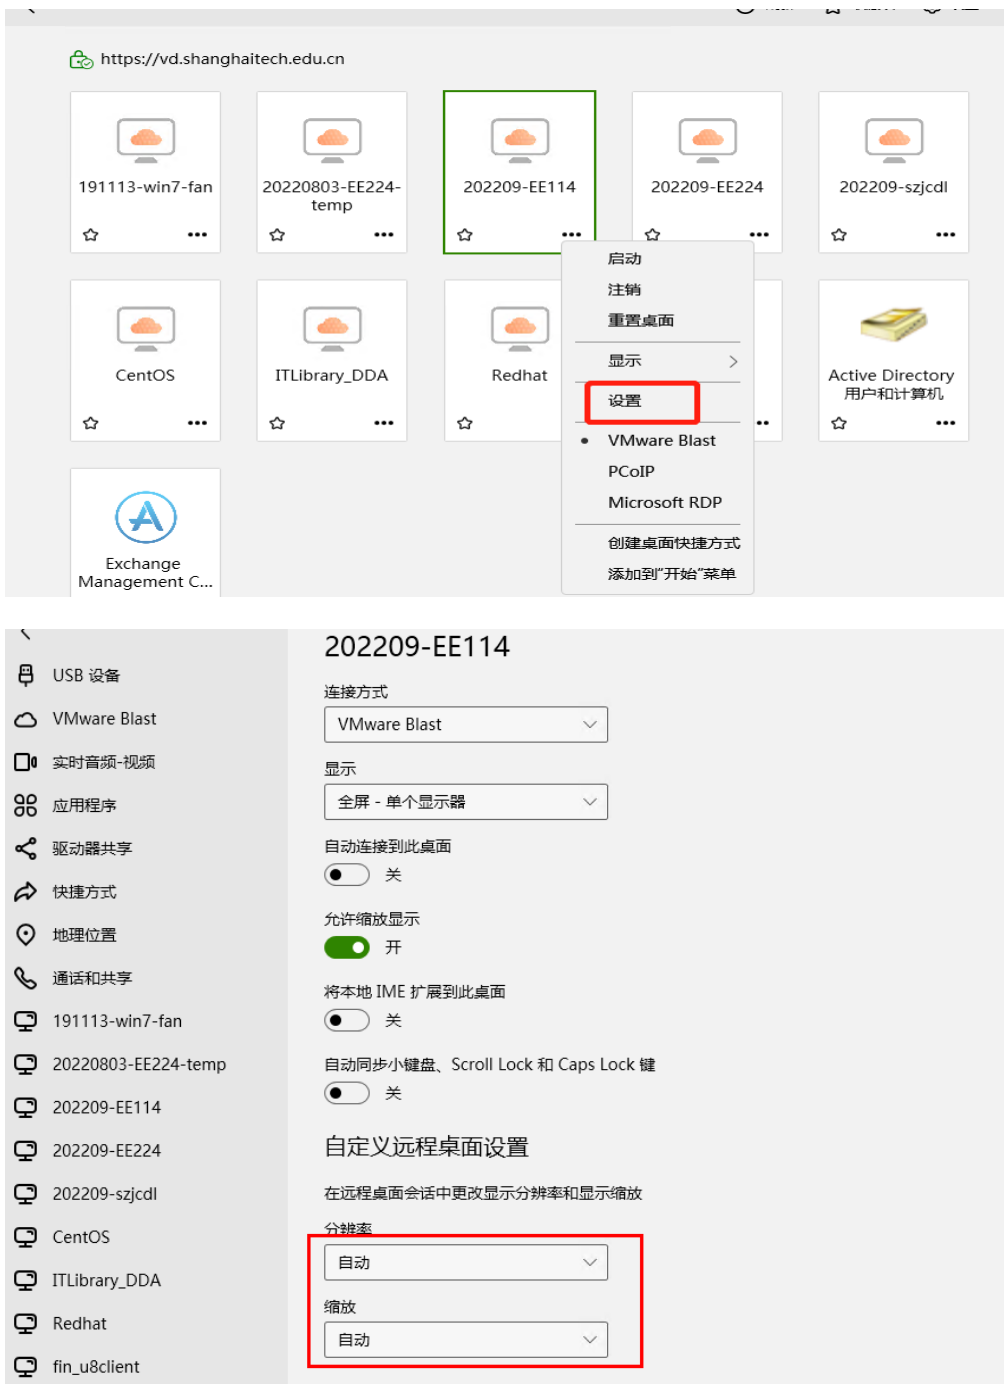 https://vd.shanghaitech.edu.cn
191113-win7-fan
20220803-EE224-
temp
202209-EE114
202209-EE224
202209-szjcdl
启动
注销
重置桌面
显示
设置
VMware Blast
PCoIP
Microsoft RDP
创建桌面快捷方式
添加到"开始"菜单
CentOS
ITLibrary_DDA
Redhat
Active Directory
用户和计算机
Exchange
Management C...
USB 设备
VMware Blast
实时音频-视频
应用程序
驱动器共享
快捷方式
地理位置
通话和共享
191113-win7-fan
20220803-EE224-temp
202209-EE114
202209-EE224
202209-szjcdl
CentOS
ITLibrary_DDA
Redhat
fin_u8client
202209-EE114
连接方式
VMware Blast
显示
全屏 - 单个显示器
自动连接到此桌面
关
允许缩放显示
开
将本地 IME 扩展到此桌面
关
自动同步小键盘、Scroll Lock 和 Caps Lock 键
关
自定义远程桌面设置
在远程桌面会话中更改显示分辨率和显示缩放
分辨率
自动
缩放
自动